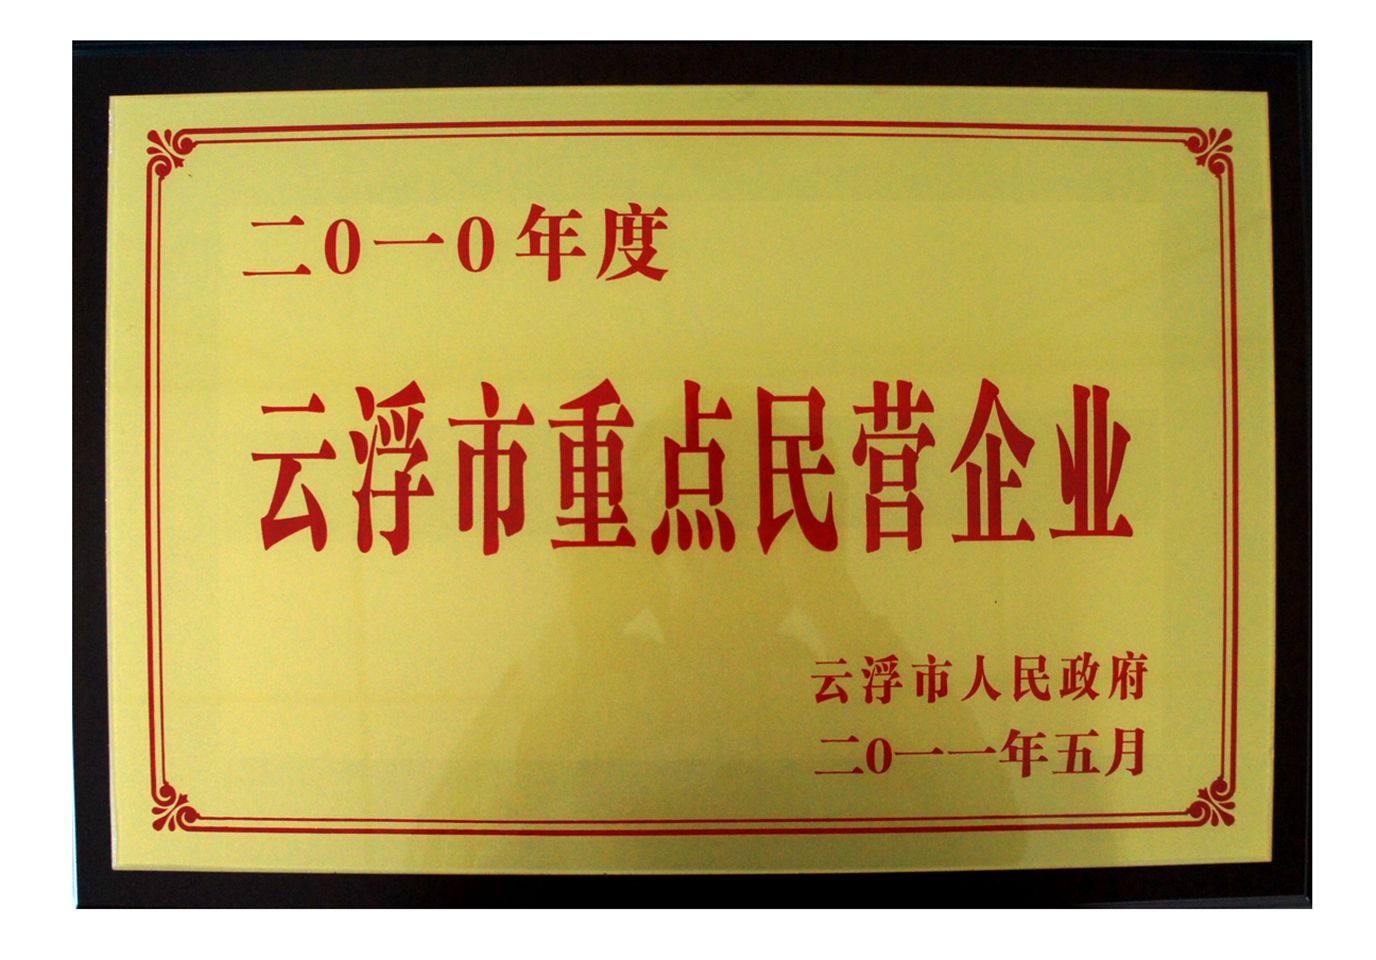 二0一0年度
云浮市重点民营企业
云浮市人民政府
二0一一年五月